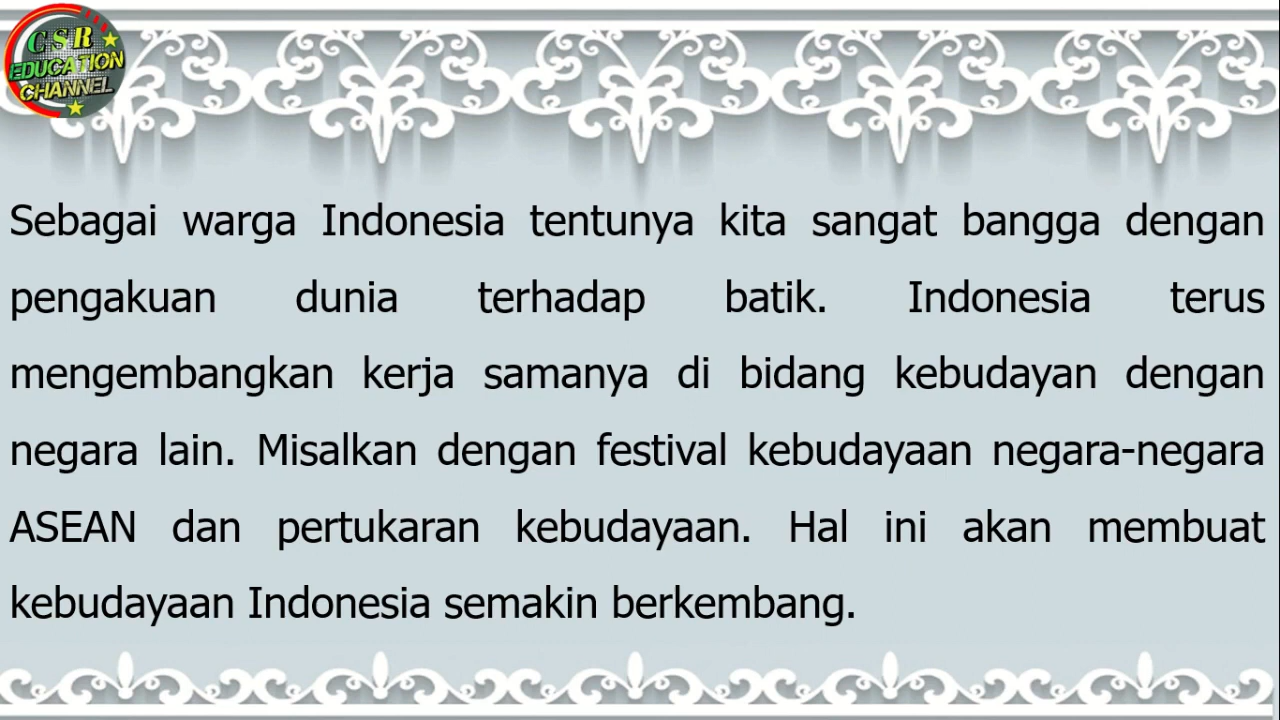 CSR
EDUCATION
CHANNEL
Sebagai warga Indonesia tentunya kita sangat bangga dengan
pengakuan dunia terhadap batik. Indonesia terus
mengembangkan kerja samanya di bidang kebudayan dengan
negara lain. Misalkan dengan festival kebudayaan negara-negara
ASEAN dan pertukaran kebudayaan. Hal ini akan membuat
kebudayaan Indonesia semakin berkembang.